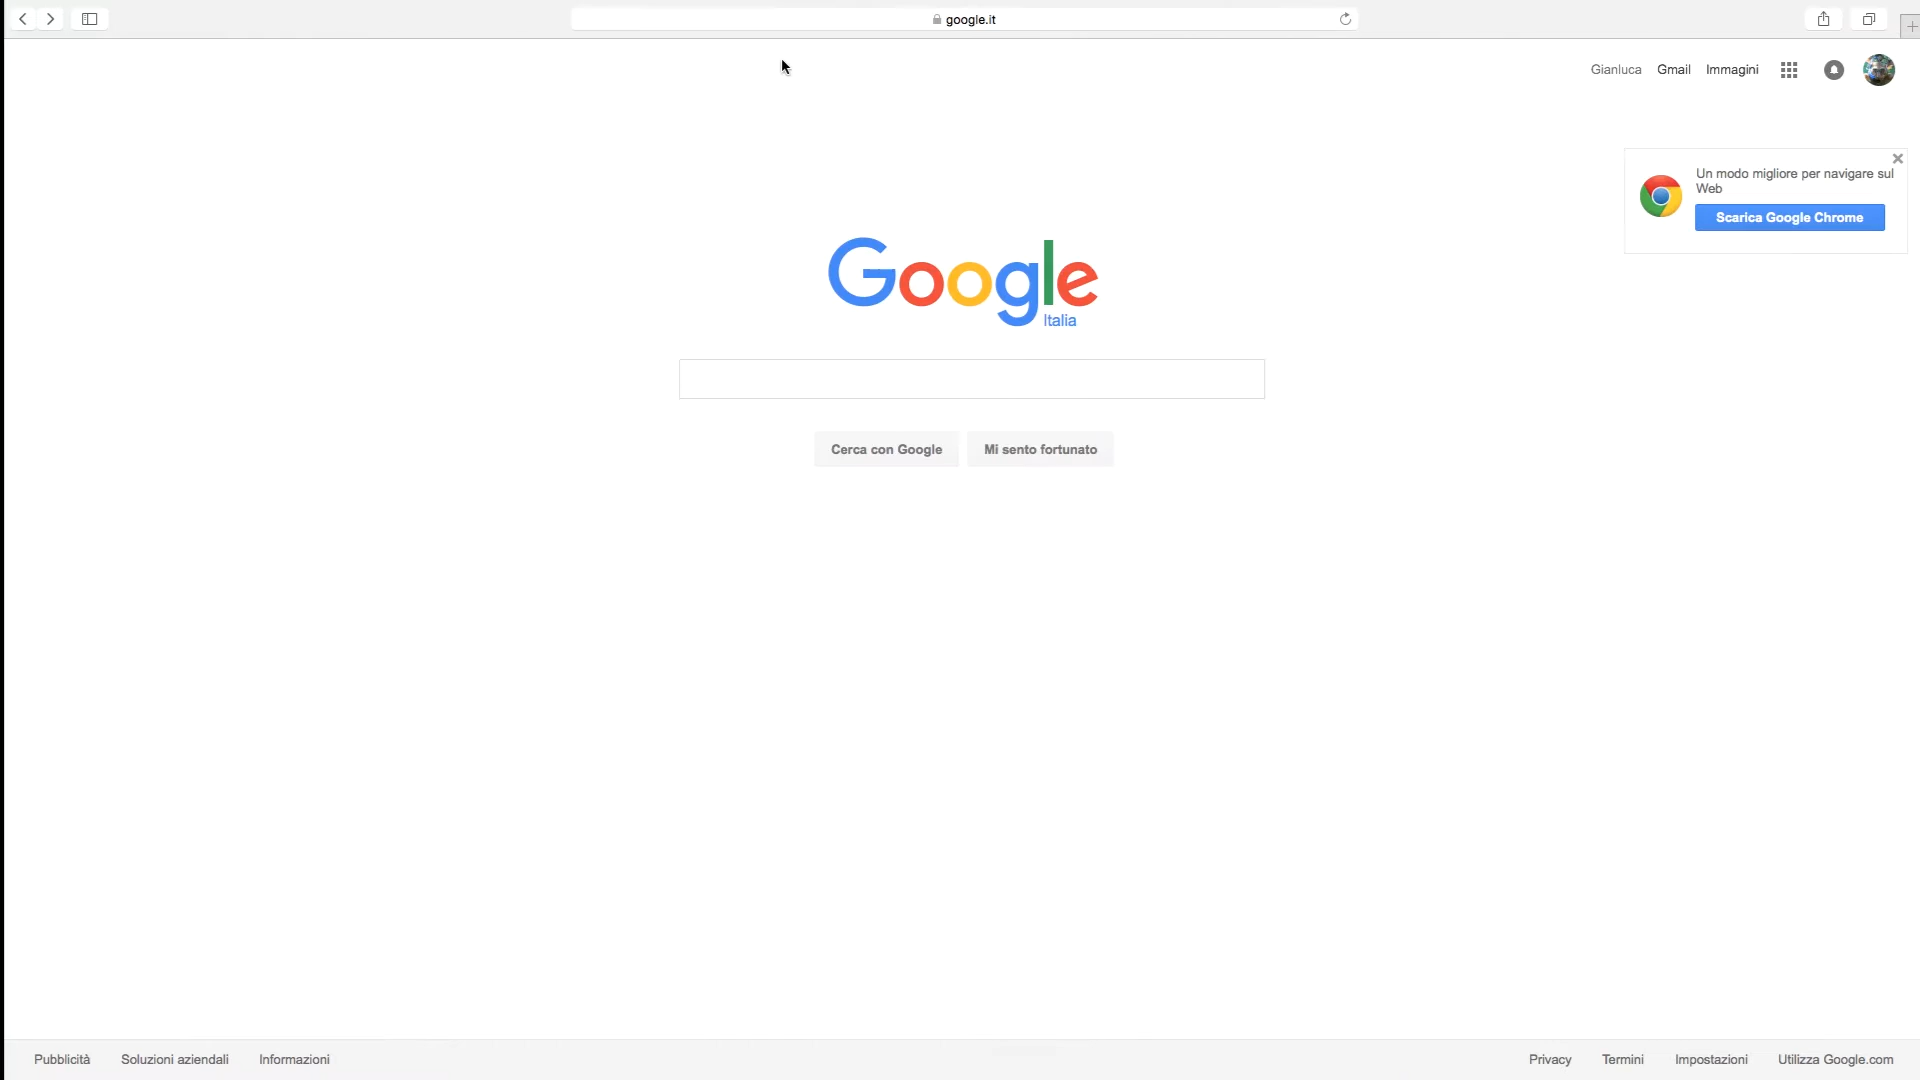 google.it
Gianluca Gmail Immagini
Un modo migliore per navigare sul
Web
Scarica Google Chrome
Google
Italia
Cerca con Google Mi sento fortunato
Pubblicità Soluzioni aziendali Informazioni Privacy Termini Impostazioni Utilizza Google.com